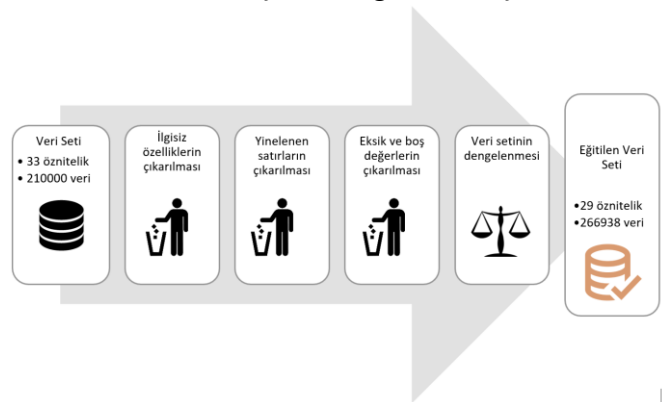 Veri Seti
• 33 öznitelik
• 210000 veri
İlgisiz
özelliklerin
çıkarılması
Yinelenen
satırların
çıkarılması
Eksik ve boş
değerlerin
çıkarılması
Veri setinin
dengelenmesi
Eğitilen Veri
Seti
•29 öznitelik
•266938 veri